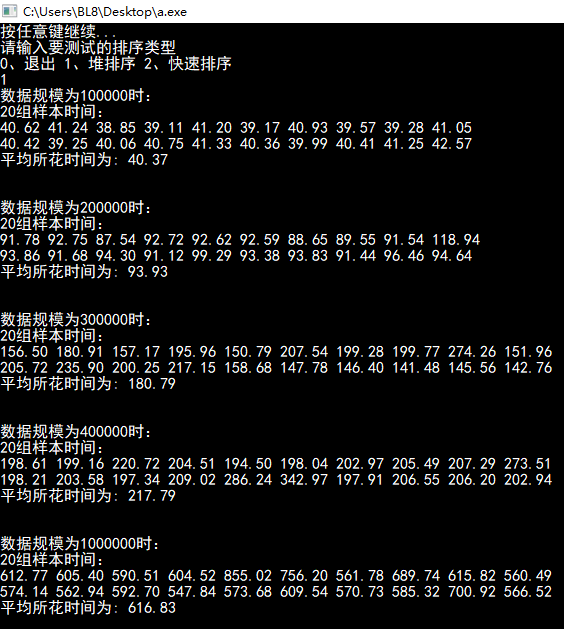 C:\Users\BL8\Desktop\a.exe
按任意键继续...
请输入要测试的排序类型
0、退出 1、堆排序 2、快速排序
1
数据规模为100000时:
20组样本时间:
40.62 41.24 38.85 39.11 41.20 39.17 40.93 39.57 39.28 41.05
40.42 39.25 40.06 40.75 41.33 40.36 39.99 40.41 41.25 42.57
平均所花时间为: 40.37
数据规模为200000时:
20组样本时间:
91.78 92.75 87.54 92.72 92.62 92.59 88.65 89.55 91.54 118.94
93.86 91.68 94.30 91.12 99.29 93.38 93.83 91.44 96.46 94.64
平均所花时间为: 93.93
数据规模为300000时:
20组样本时间:
156.50 180.91 157.17 195.96 150.79 207.54 199.28 199.77 274.26 151.96
205.72 235.90 200.25 217.15 158.68 147.78 146.40 141.48 145.56 142.76
平均所花时间为: 180.79
数据规模为400000时:
20组样本时间:
198.61 199.16 220.72 204.51 194.50 198.04 202.97 205.49 207.29 273.51
198.21 203.58 197.34 209.02 286.24 342.97 197.91 206.55 206.20 202.94
平均所花时间为: 217.79
数据规模为1000000时:
20组样本时间:
612.77 605.40 590.51 604.52 855.02 756.20 561.78 689.74 615.82 560.49
574.14 562.94 592.70 547.84 573.68 609.54 570.73 585.32 700.92 566.52
平均所花时间为: 616.83